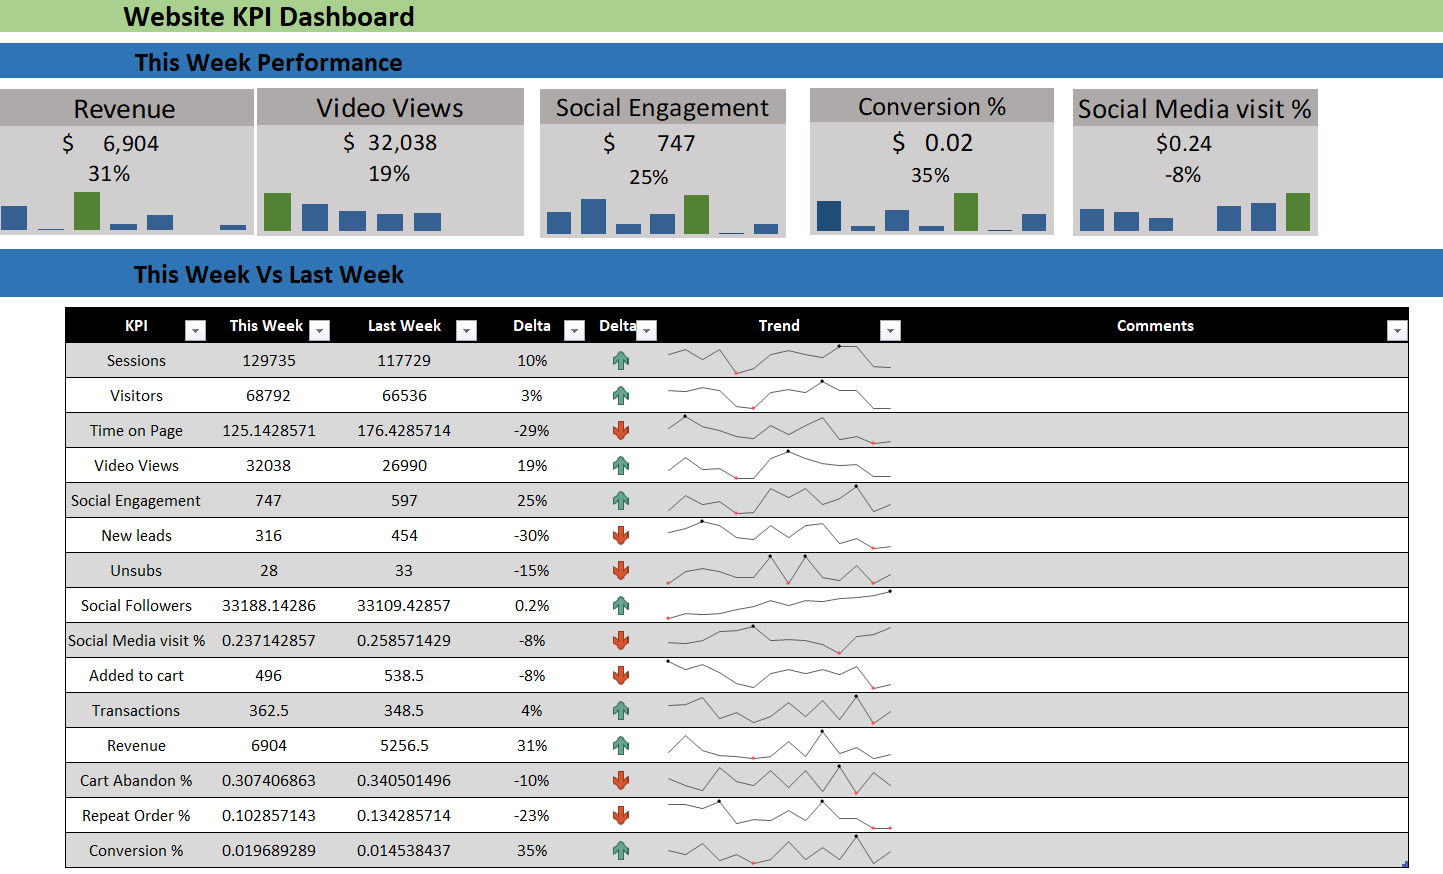 Website KPI Dashboard
This Week Performance
Revenue
$ 6,904
31%
Video Views
$ 32,038
19%
Social Engagement
$ 747
25%
Conversion %
$ 0.02
35%
Social Media visit %
$0.24
-8%
This Week Vs Last Week
KPI This Week Last Week Delta Delta Trend Comments
Sessions 129735 117729 10%
Visitors 68792 66536 3%
Time on Page 125.1428571 176.4285714 -29%
Video Views 32038 26990 19%
Social Engagement 747 597 25%
New leads 316 454 -30%
Unsubs 28 33 -15%
Social Followers 33188.14286 33109.42857 0.2%
Social Media visit % 0.237142857 0.258571429 -8%
Added to cart 496 538.5 -8%
Transactions 362.5 348.5 4%
Revenue 6904 5256.5 31%
Cart Abandon % 0.307406863 0.340501496 -10%
Repeat Order % 0.102857143 0.134285714 -23%
Conversion % 0.019689289 0.014538437 35%